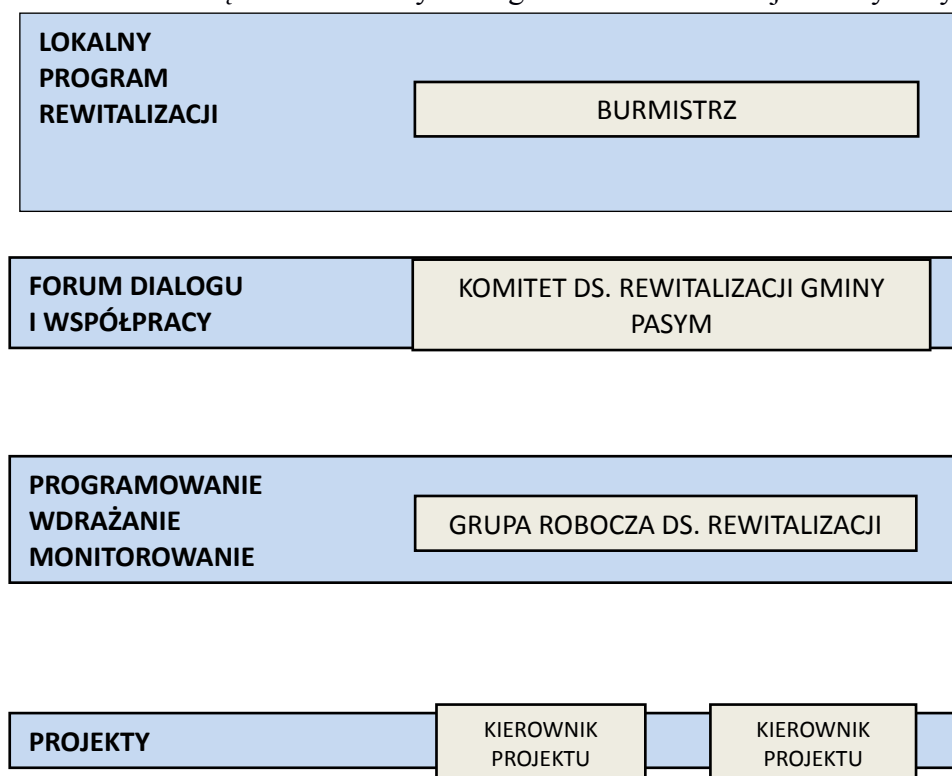 LOKALNY
PROGRAM
REWITALIZACJI
BURMISTRZ
FORUM DIALOGU
I WSPÓŁPRACY
KOMITET DS. REWITALIZACJI GMINY
PASYM
PROGRAMOWANIE
WDRAŻANIE
MONITOROWANIE
GRUPA ROBOCZA DS. REWITALIZACJI
PROJEKTY
KIEROWNIK
PROJEKTU
KIEROWNIK
PROJEKTU